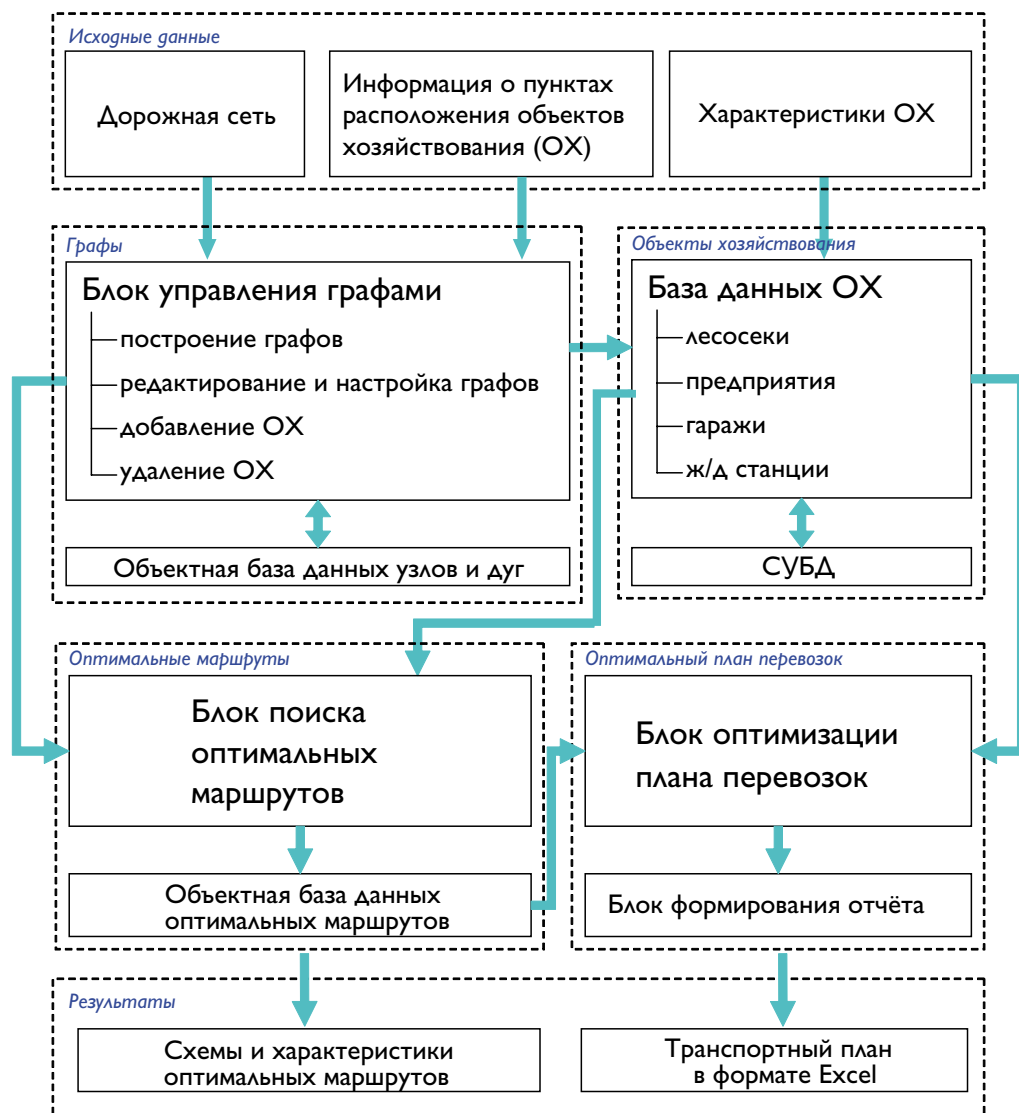 Исходные данные
Дорожная сеть
Информация о пунктах
расположения объектов
хозяйствования (ОХ)
Характеристики ОХ
Графы
Блок управления графами
построение графов
редактирование и настройка графов
добавление ОХ
удаление ОХ
Объектная база данных узлов и дуг
Объекты хозяйствования
База данных ОХ
лесосеки
предприятия
гаражи
ж/д станции
СУБД
Оптимальные маршруты
Блок поиска
оптимальных
маршрутов
Объектная база данных
оптимальных маршрутов
Оптимальный план перевозок
Блок оптимизации
плана перевозок
Блок формирования отчёта
Результаты
Схемы и характеристики
оптимальных маршрутов
Транспортный план
в формате Excel